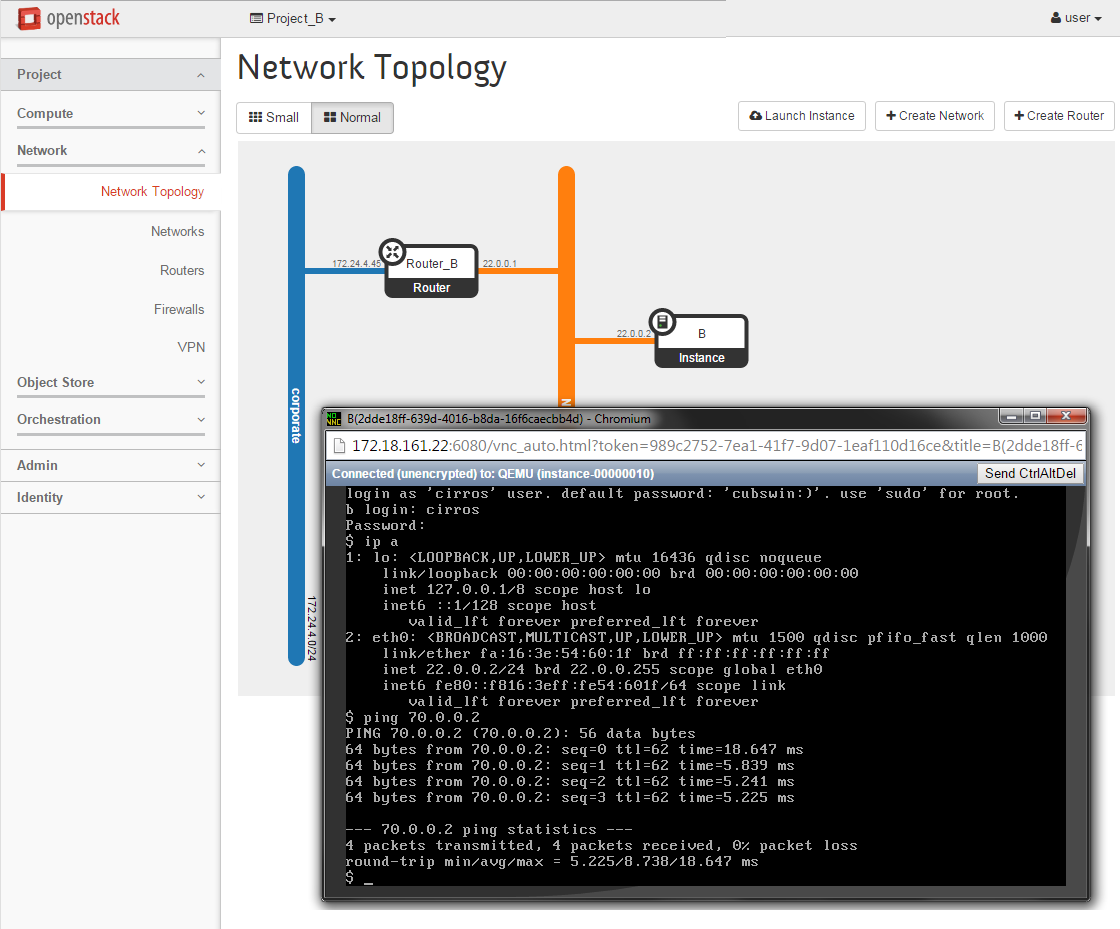 openstack
Project_B
user
Project
Compute
Network
Network Topology
Networks
Routers
Firewalls
VPN
Object Store
Orchestration
Admin
Identity
Network Topology
Small
Normal
Launch Instance
Create Network
Create Router
corporate
172.24.4.0/24
172.24.4.45
Router_B
Router
22.0.0.1
N
22.0.0.2
B
Instance
B(2dde18ff-639d-4016-b8da-16f6caecbb4d) - Chromium
172.18.161.22:6080/vnc_auto.html?token=989c2752-7ea1-41f7-9d07-1eaf110d16ce&title=B(2dde18ff-6
Connected (unencrypted) to: QEMU (instance-00000010)
Send CtrlAltDel
login as 'cirros' user. default password: 'cubswin:)'. use 'sudo' for root.
b login: cirros
Password:
$ ip a
1: lo: <LOOPBACK,UP,LOWER_UP> mtu 16436 qdisc noqueue
link/loopback 00:00:00:00:00:00 brd 00:00:00:00:00:00
inet 127.0.0.1/8 scope host lo
inet6 ::1/128 scope host
valid_lft forever preferred_lft forever
2: eth0: <BROADCAST,MULTICAST,UP,LOWER_UP> mtu 1500 qdisc pfifo_fast qlen 1000
link/ether fa:16:3e:54:60:1f brd ff:ff:ff:ff:ff:ff
inet 22.0.0.2/24 brd 22.0.0.255 scope global eth0
inet6 fe80::f816:3eff:fe54:601f/64 scope link
valid_lft forever preferred_lft forever
$ ping 70.0.0.2
PING 70.0.0.2 (70.0.0.2): 56 data bytes
64 bytes from 70.0.0.2: seq=0 ttl=62 time=18.647 ms
64 bytes from 70.0.0.2: seq=1 ttl=62 time=5.839 ms
64 bytes from 70.0.0.2: seq=2 ttl=62 time=5.241 ms
64 bytes from 70.0.0.2: seq=3 ttl=62 time=5.225 ms
--- 70.0.0.2 ping statistics ---
4 packets transmitted, 4 packets received, 0% packet loss
round-trip min/avg/max = 5.225/8.738/18.647 ms
$ _